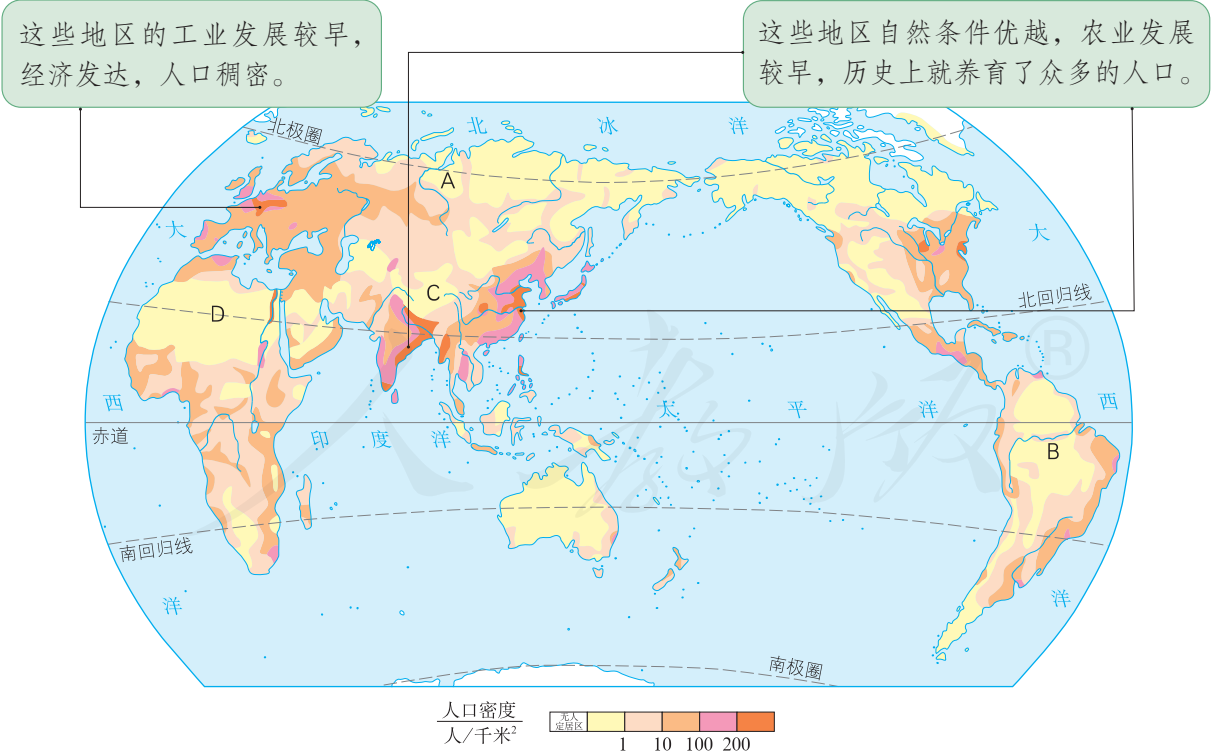 这些地区的工业发展较早，
经济发达，人口稠密。
这些地区自然条件优越，农业发展
较早，历史上就养育了众多的人口。
北极圈
北 冰 洋
A
大
大
C
北回归线
D
西
太 平 洋
西
赤道
印 度 洋
B
南回归线
洋
洋
南极圈
人教版®
人口密度
人/千米²
无人
定居区
1 10 100 200